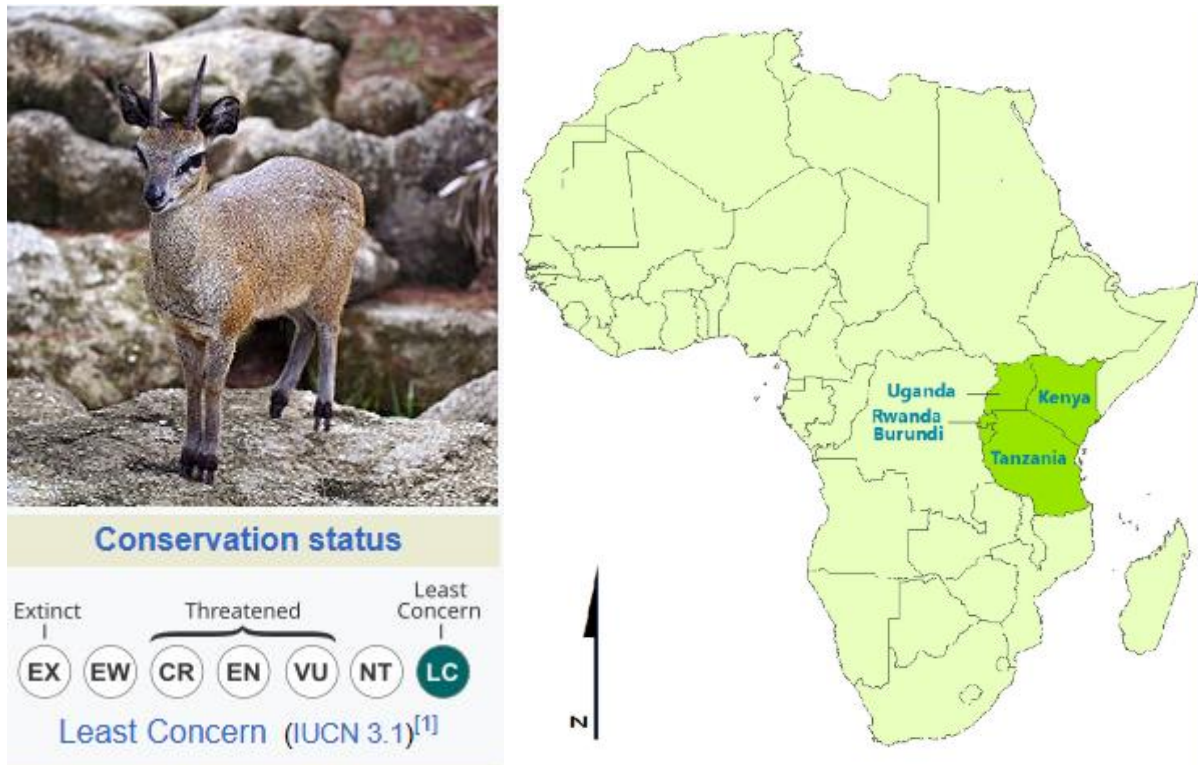 Conservation status
Extinct
Threatened
Least
Concern
EX EW CR EN VU NT LC
Least Concern (IUCN 3.1)[1]
Uganda
Kenya
Rwanda
Burundi
Tanzania
N